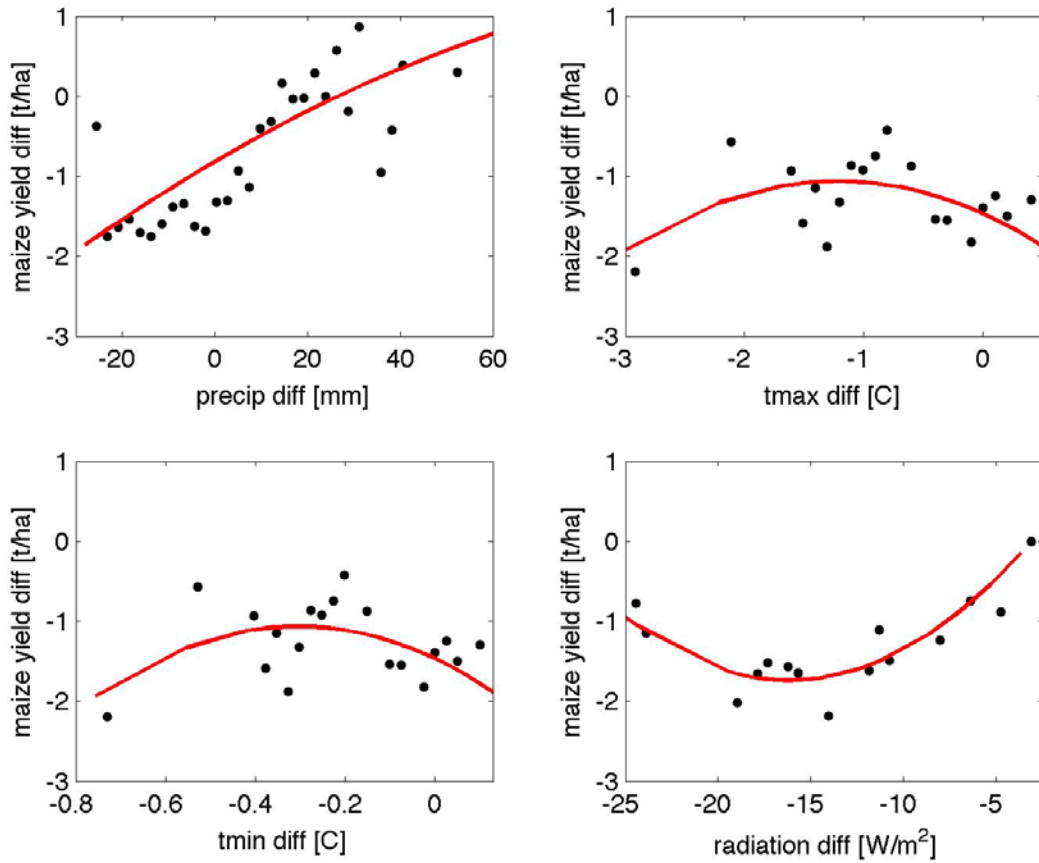 maize yield diff [t/ha]
1
0
-1
-2
-3
-20 0 20 40 60
precip diff [mm]
maize yield diff [t/ha]
1
0
-1
-2
-3
-3 -2 -1 0
tmax diff [C]
maize yield diff [t/ha]
1
0
-1
-2
-3
-0.8 -0.6 -0.4 -0.2 0
tmin diff [C]
maize yield diff [t/ha]
1
0
-1
-2
-3
-25 -20 -15 -10 -5
radiation diff [W/m²]